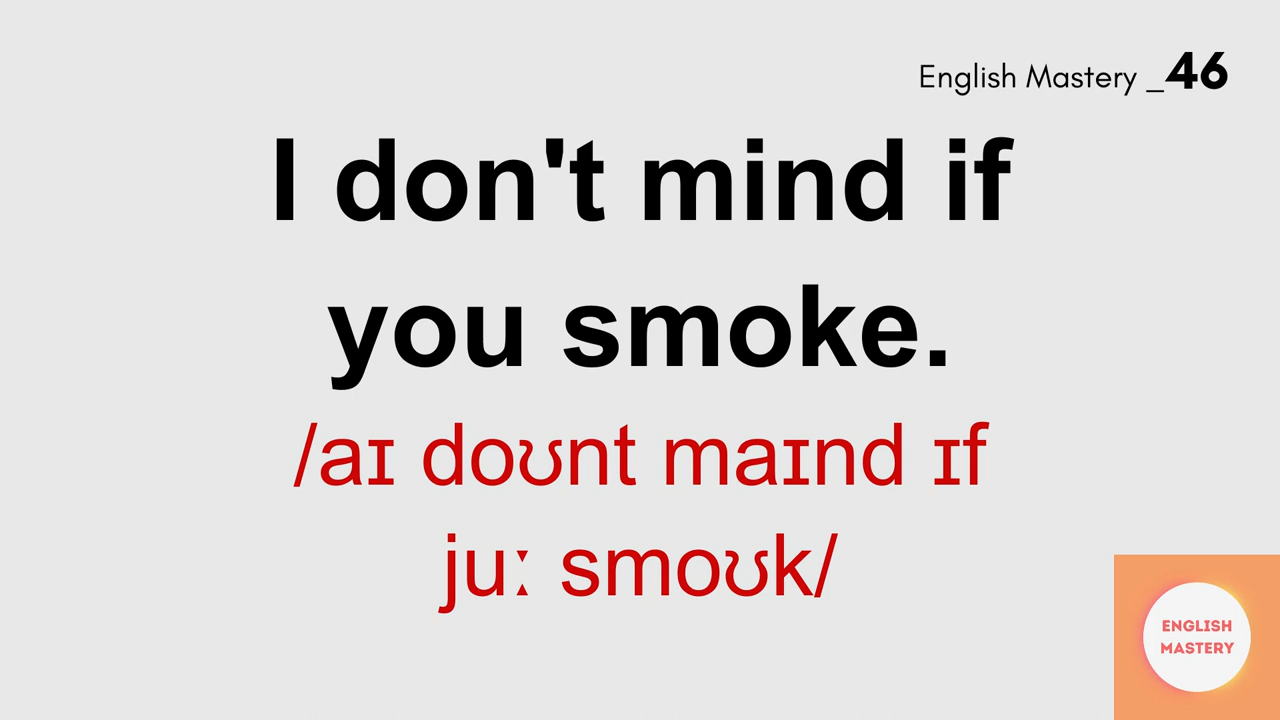 English Mastery _46
I don't mind if
you smoke.
/aɪ doʊnt maɪnd ɪf
juː smoʊk/
ENGLISH
MASTERY